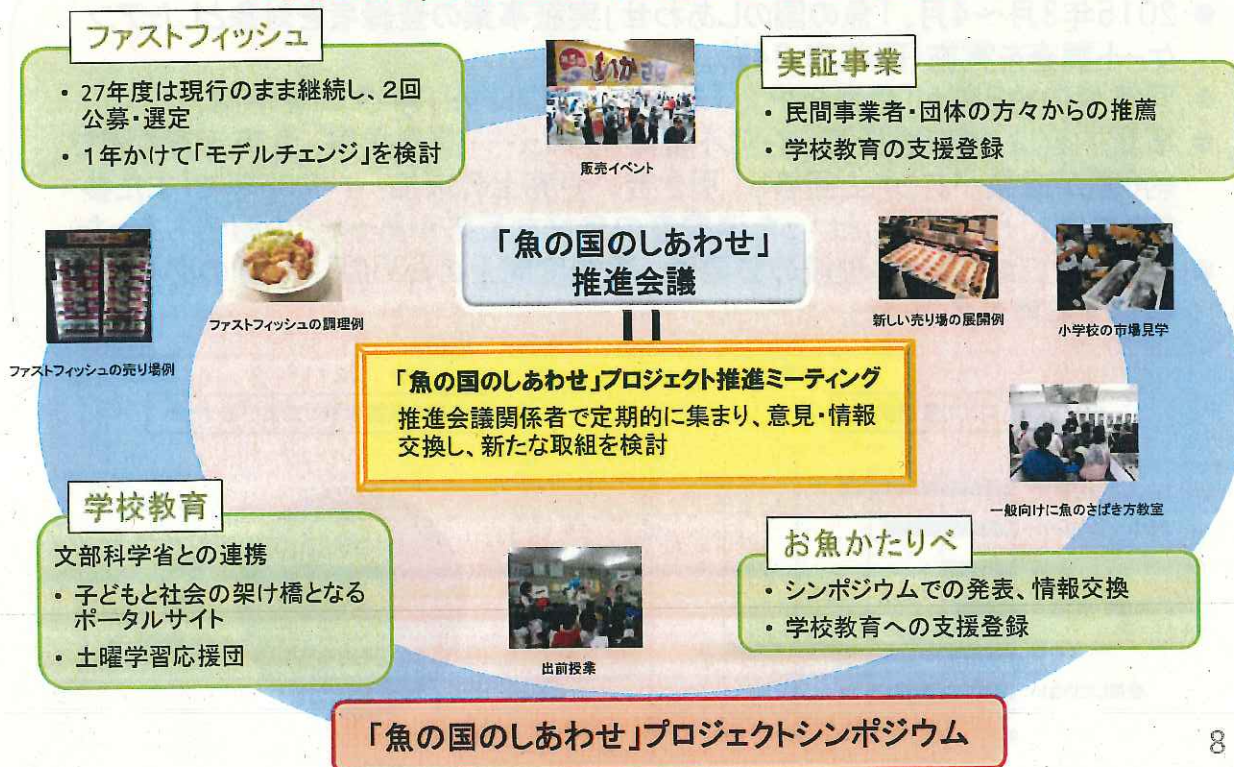 ファストフィッシュ
・ 27年度は現行のまま継続し、2回
公募・選定
・ 1年かけて「モデルチェンジ」を検討
販売イベント
実証事業
・ 民間事業者・団体の方々からの推薦
・ 学校教育の支援登録
ファストフィッシュの売り場例
ファストフィッシュの調理例
「魚の国のしあわせ」
推進会議
新しい売り場の展開例
小学校の市場見学
「魚の国のしあわせ」プロジェクト推進ミーティング
推進会議関係者で定期的に集まり、意見・情報
交換し、新たな取組を検討
一般向けに魚のさばき方教室
学校教育
文部科学省との連携
・ 子どもと社会の架け橋となる
ポータルサイト
・ 土曜学習応援団
出前授業
お魚かたりべ
・ シンポジウムでの発表、情報交換
・ 学校教育への支援登録
「魚の国のしあわせ」プロジェクトシンポジウム
8